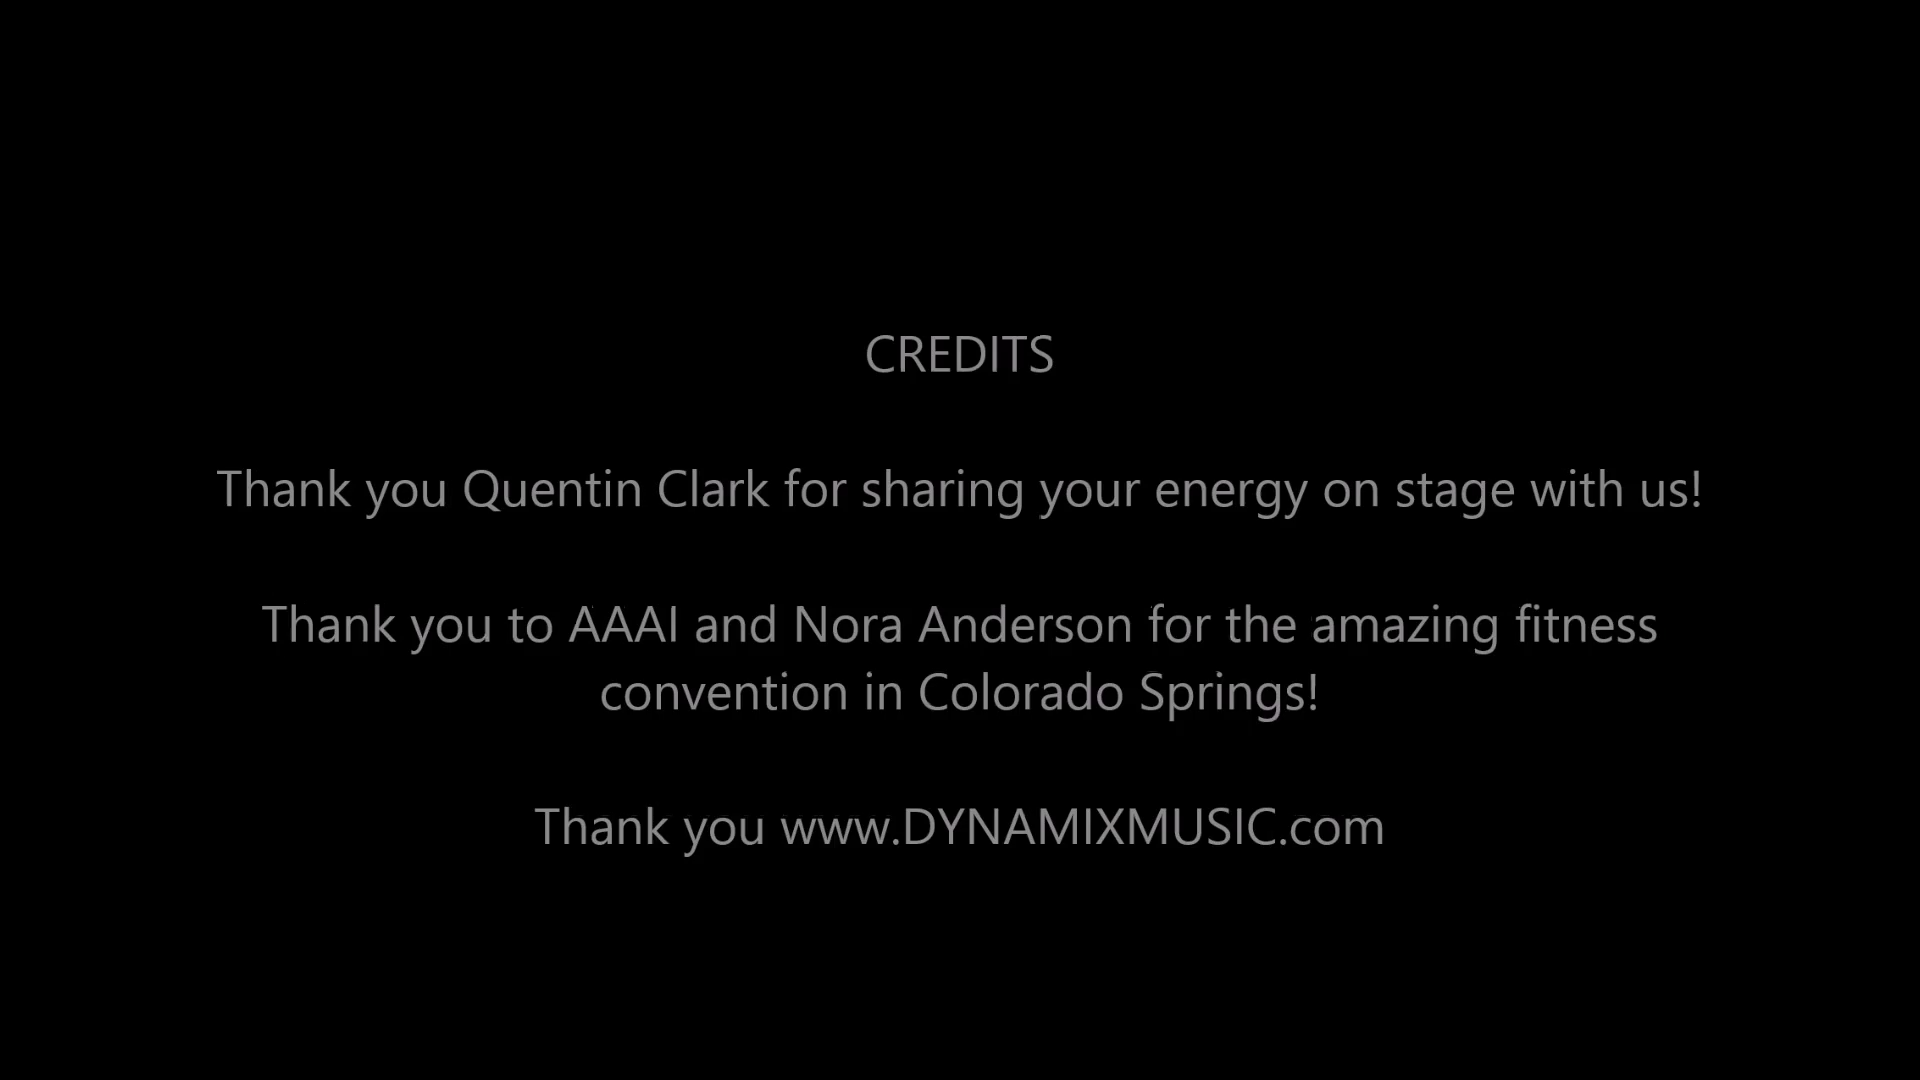 CREDITS
Thank you Quentin Clark for sharing your energy on stage with us!
Thank you to AAAI and Nora Anderson for the amazing fitness
convention in Colorado Springs!
Thank you www.DYNAMIXMUSIC.com